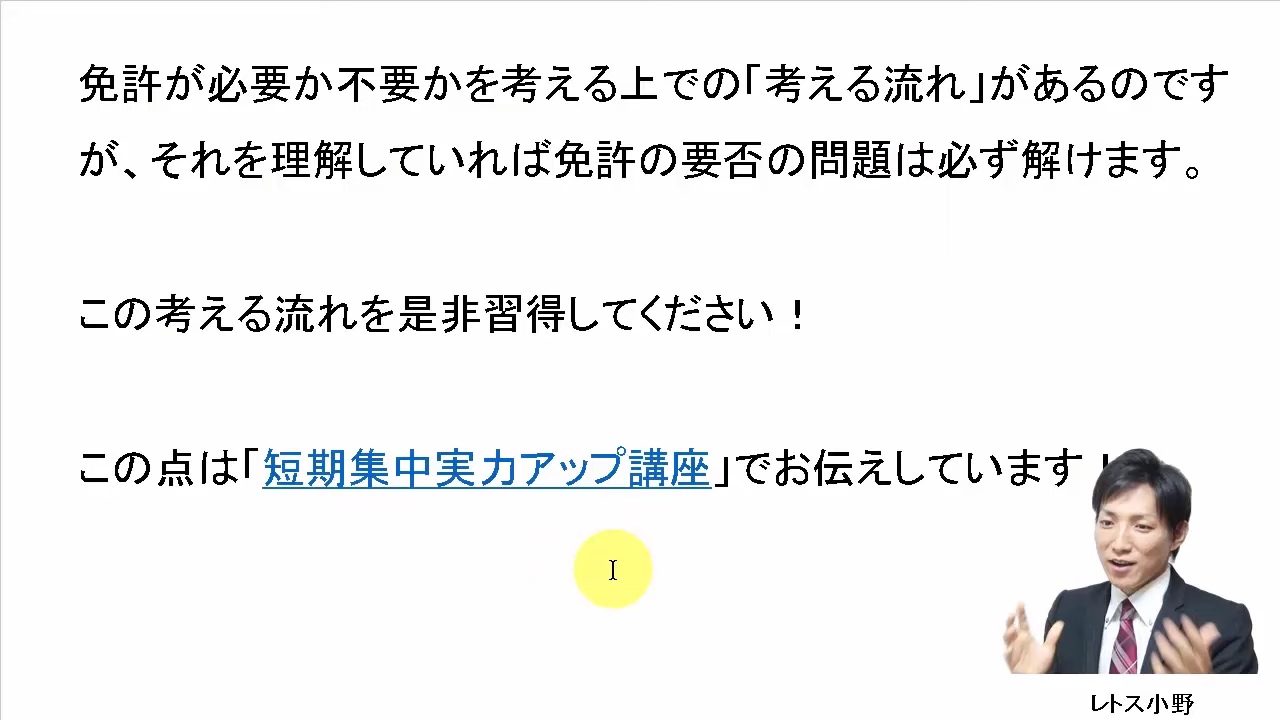 免許が必要か不要かを考える上での「考える流れ」があるのです
が、それを理解していれば免許の要否の問題は必ず解けます。
この考える流れを是非習得してください！
この点は「短期集中実力アップ講座」でお伝えしています！
レトス小野